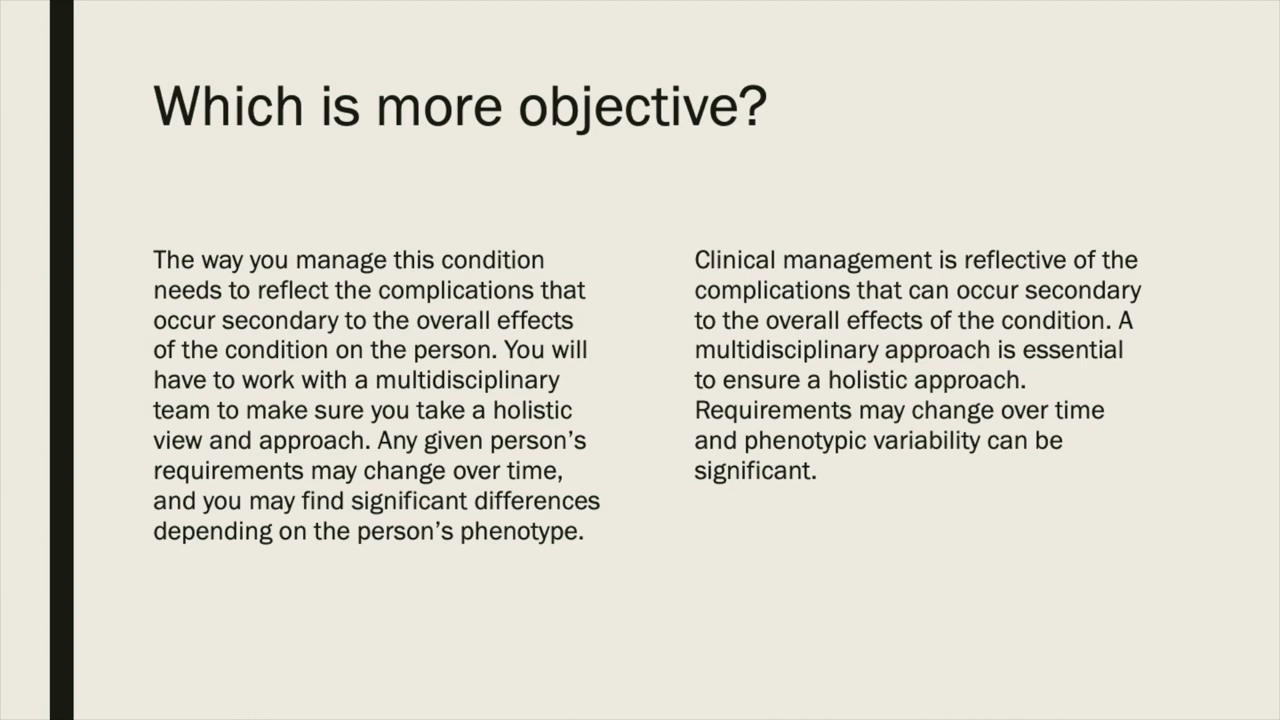 Which is more objective?
The way you manage this condition
needs to reflect the complications that
occur secondary to the overall effects
of the condition on the person. You will
have to work with a multidisciplinary
team to make sure you take a holistic
view and approach. Any given person’s
requirements may change over time,
and you may find significant differences
depending on the person’s phenotype.
Clinical management is reflective of the
complications that can occur secondary
to the overall effects of the condition. A
multidisciplinary approach is essential
to ensure a holistic approach.
Requirements may change over time
and phenotypic variability can be
significant.